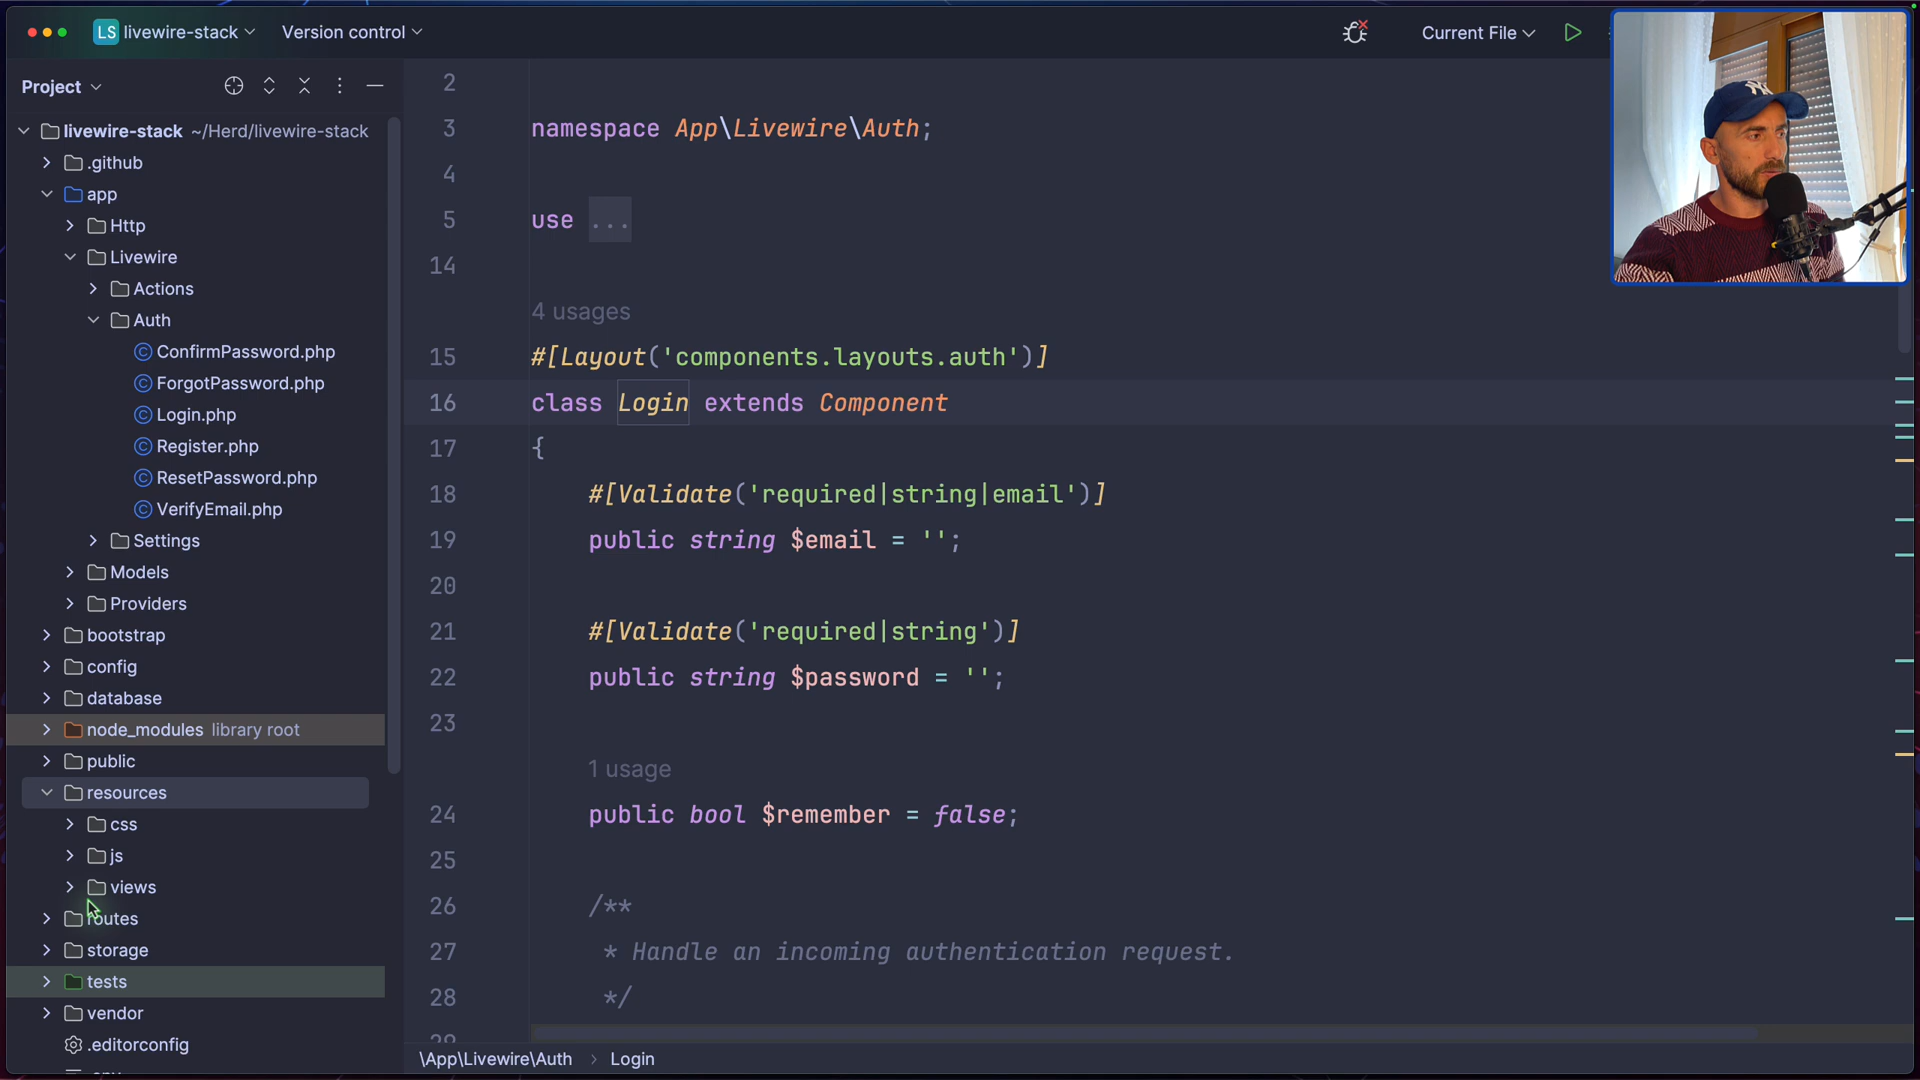 LS livewire-stack
Version control
Current File
Project
livewire-stack ~/Herd/livewire-stack
.github
app
Http
Livewire
Actions
Auth
ConfirmPassword.php
ForgotPassword.php
Login.php
Register.php
ResetPassword.php
VerifyEmail.php
Settings
Models
Providers
bootstrap
config
database
node_modules library root
public
resources
css
js
views
routes
storage
tests
vendor
.editorconfig
2
3 namespace App\Livewire\Auth;
4
5 use ...
14
4 usages
15 #[Layout('components.layouts.auth')]
16 class Login extends Component
17 {
18 #[Validate('required|string|email')]
19 public string $email = '';
20
21 #[Validate('required|string')]
22 public string $password = '';
23
1 usage
24 public bool $remember = false;
25
26 /**
27 * Handle an incoming authentication request.
28 */
\App\Livewire\Auth > Login